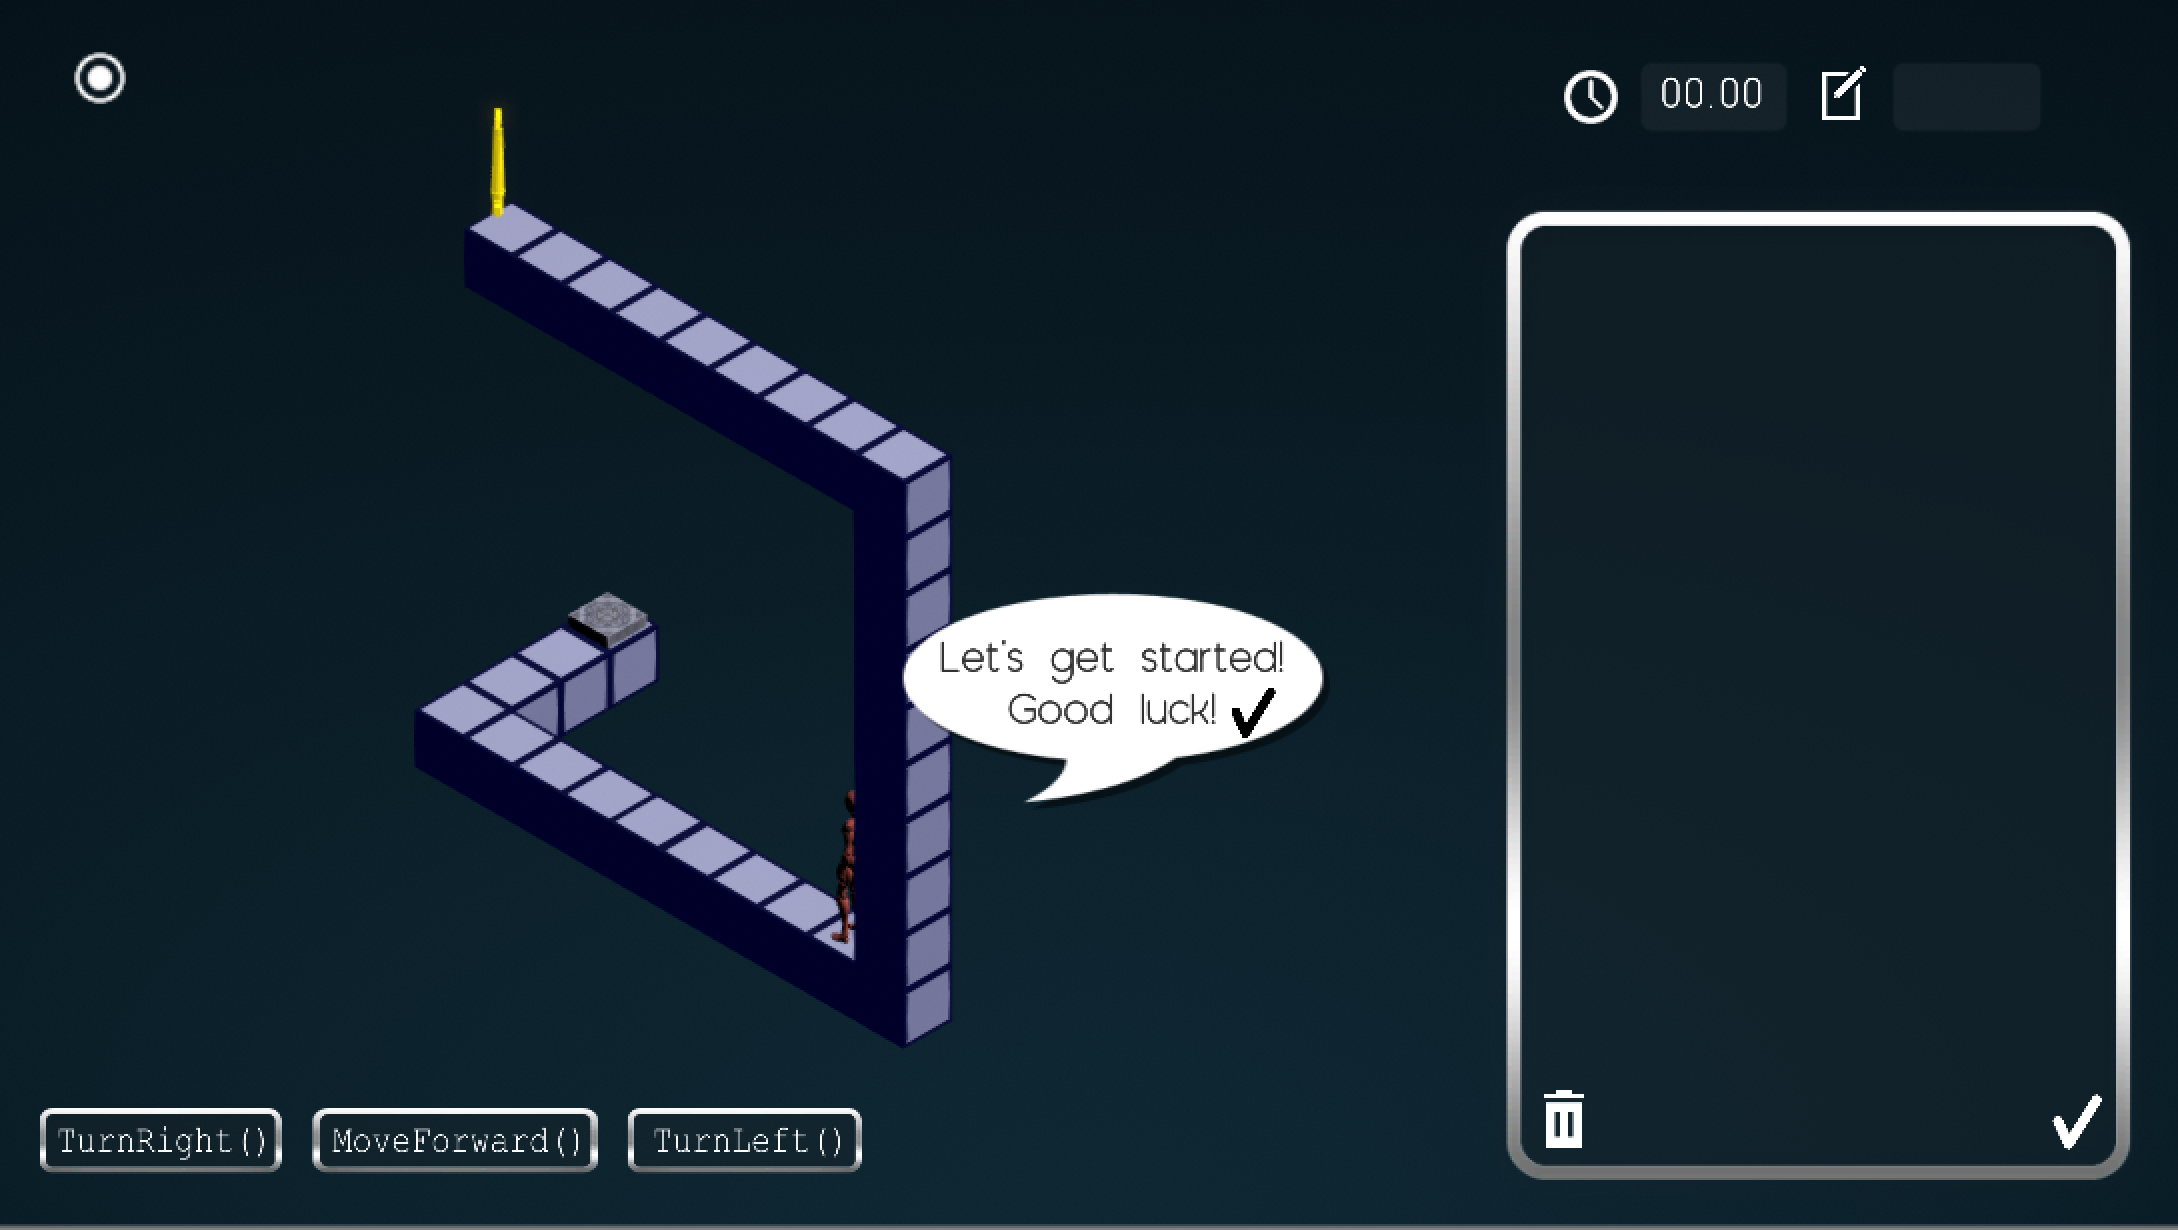 00.00
Let's get started!
Good luck!
TurnRight()
MoveForward()
TurnLeft()